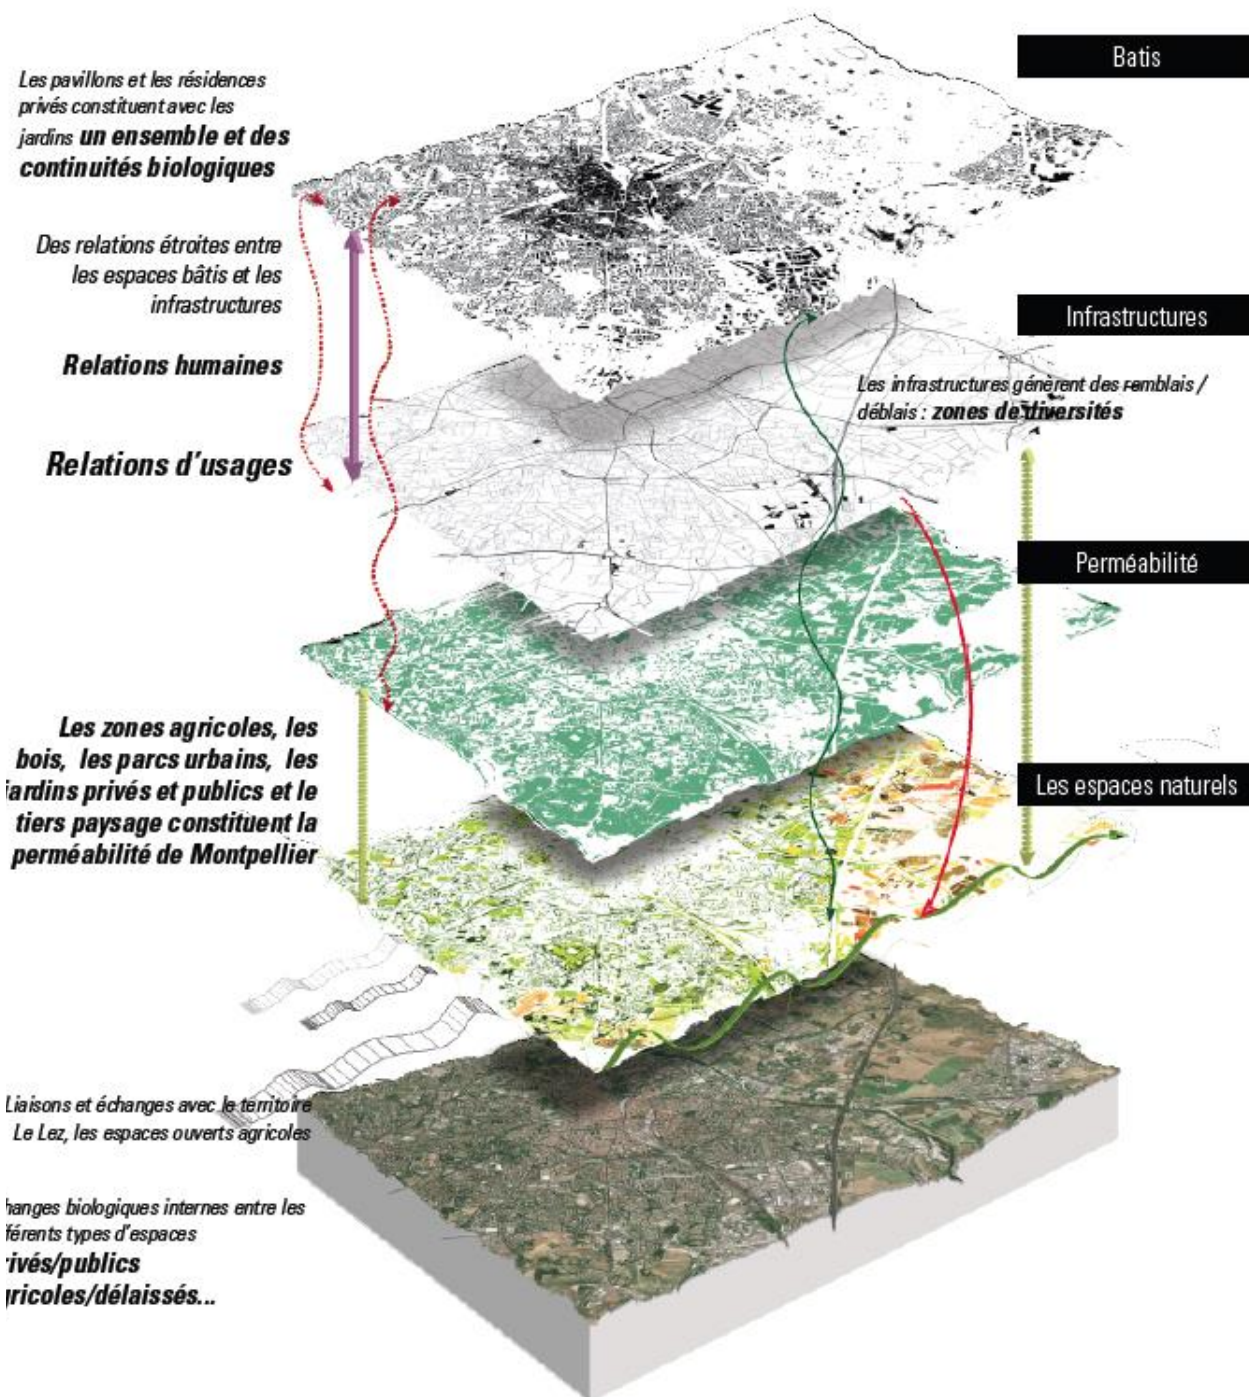 Batis
Les pavillons et les résidences
privés constituent avec les
jardins un ensemble et des
continuités biologiques
Des relations étroites entre
les espaces bâtis et les
infrastructures
Infrastructures
Relations humaines
Les infrastructures génèrent des remblais /
déblais : zones de diversités
Relations d'usages
Perméabilité
Les zones agricoles, les
bois, les parcs urbains, les
jardins privés et publics et le
tiers paysage constituent la
perméabilité de Montpellier
Les espaces naturels
Liaisons et échanges avec le territoire
Le Lez, les espaces ouverts agricoles
hanges biologiques internes entre les
férents types d'espaces
rivés/publics
gricoles/délaissés...